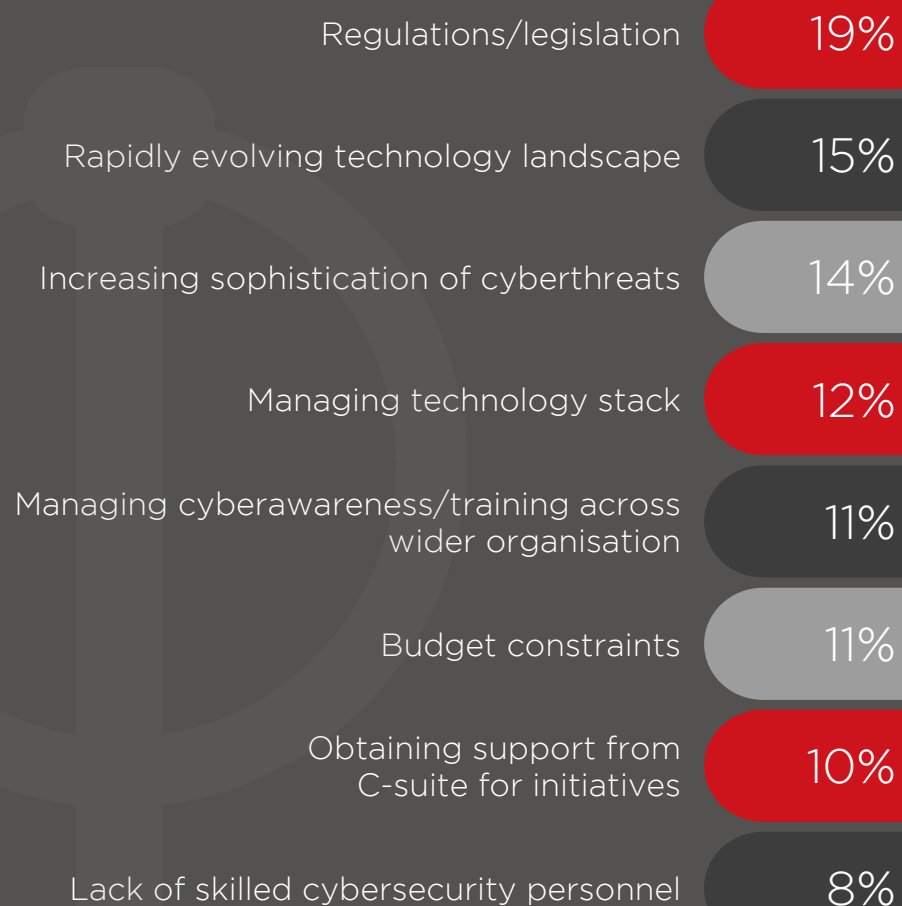 Regulations/legislation 19%
Rapidly evolving technology landscape 15%
Increasing sophistication of cyberthreats 14%
Managing technology stack 12%
Managing cyberawareness/training across
wider organisation 11%
Budget constraints 11%
Obtaining support from
C-suite for initiatives 10%
Lack of skilled cybersecurity personnel 8%